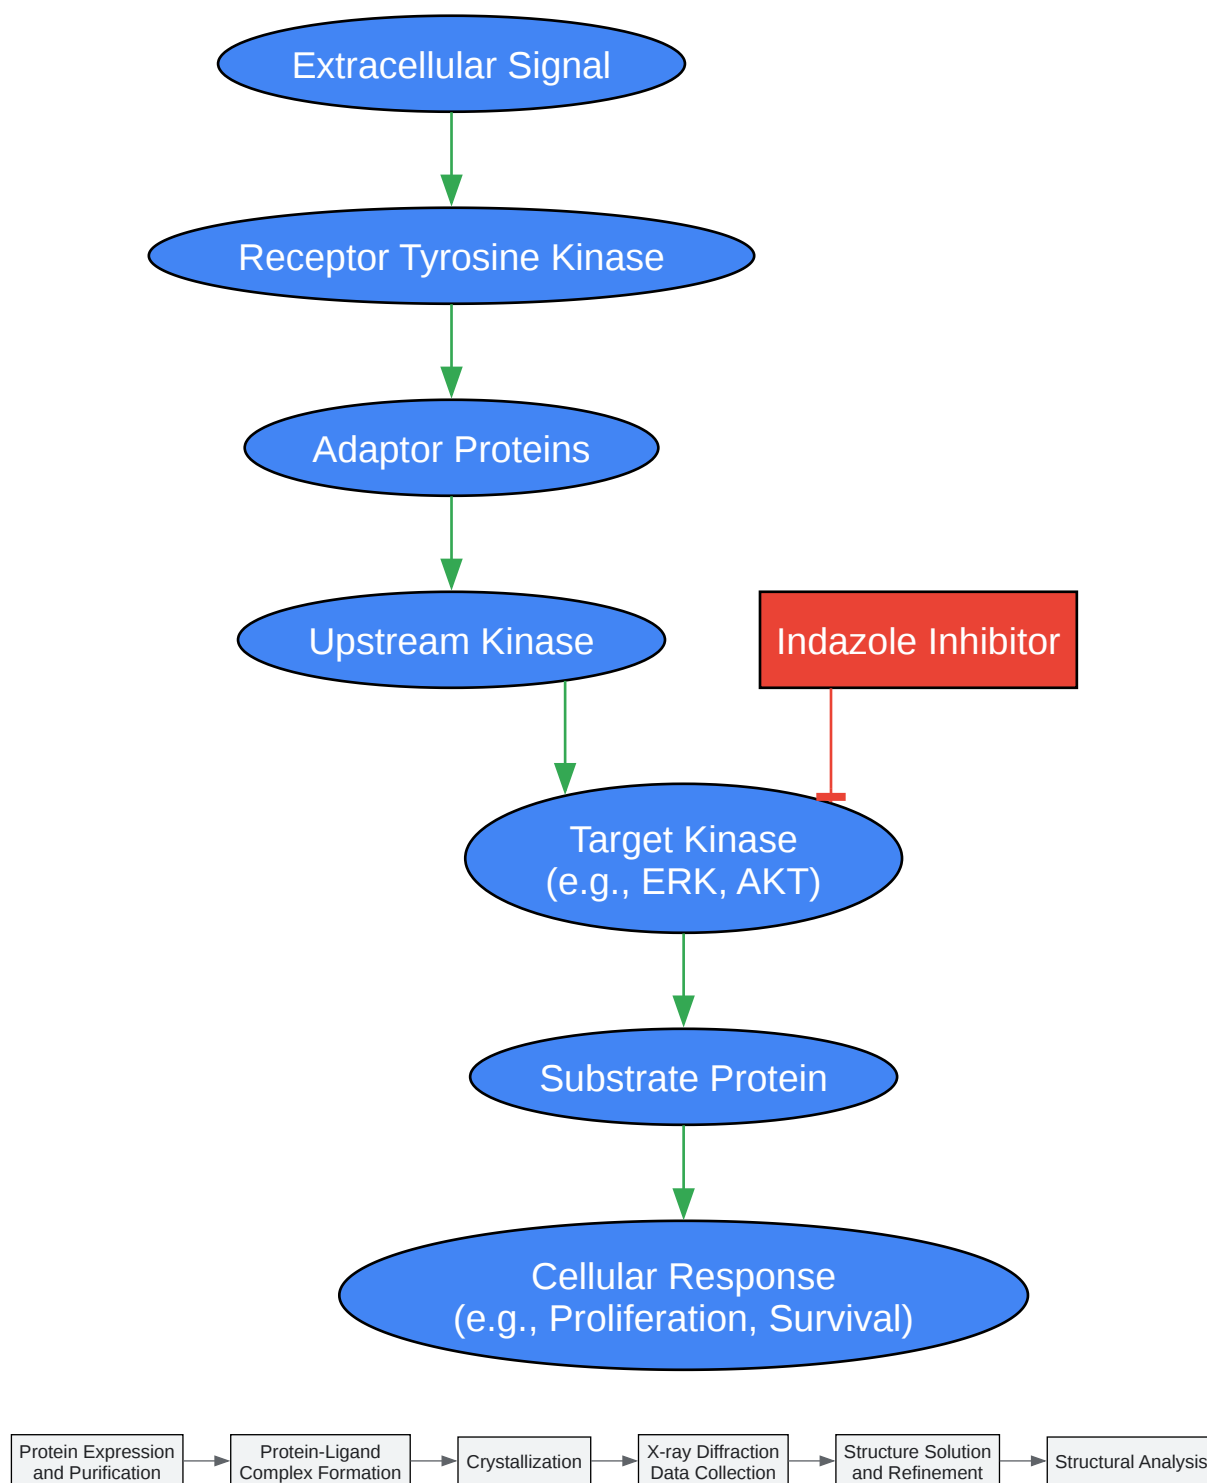 Extracellular Signal
Receptor Tyrosine Kinase
Adaptor Proteins
Upstream Kinase
Indazole Inhibitor
Target Kinase
(e.g., ERK, AKT)
Substrate Protein
Cellular Response
(e.g., Proliferation, Survival)
Protein Expression
and Purification
Protein-Ligand
Complex Formation
Crystallization
X-ray Diffraction
Data Collection
Structure Solution
and Refinement
Structural Analysis